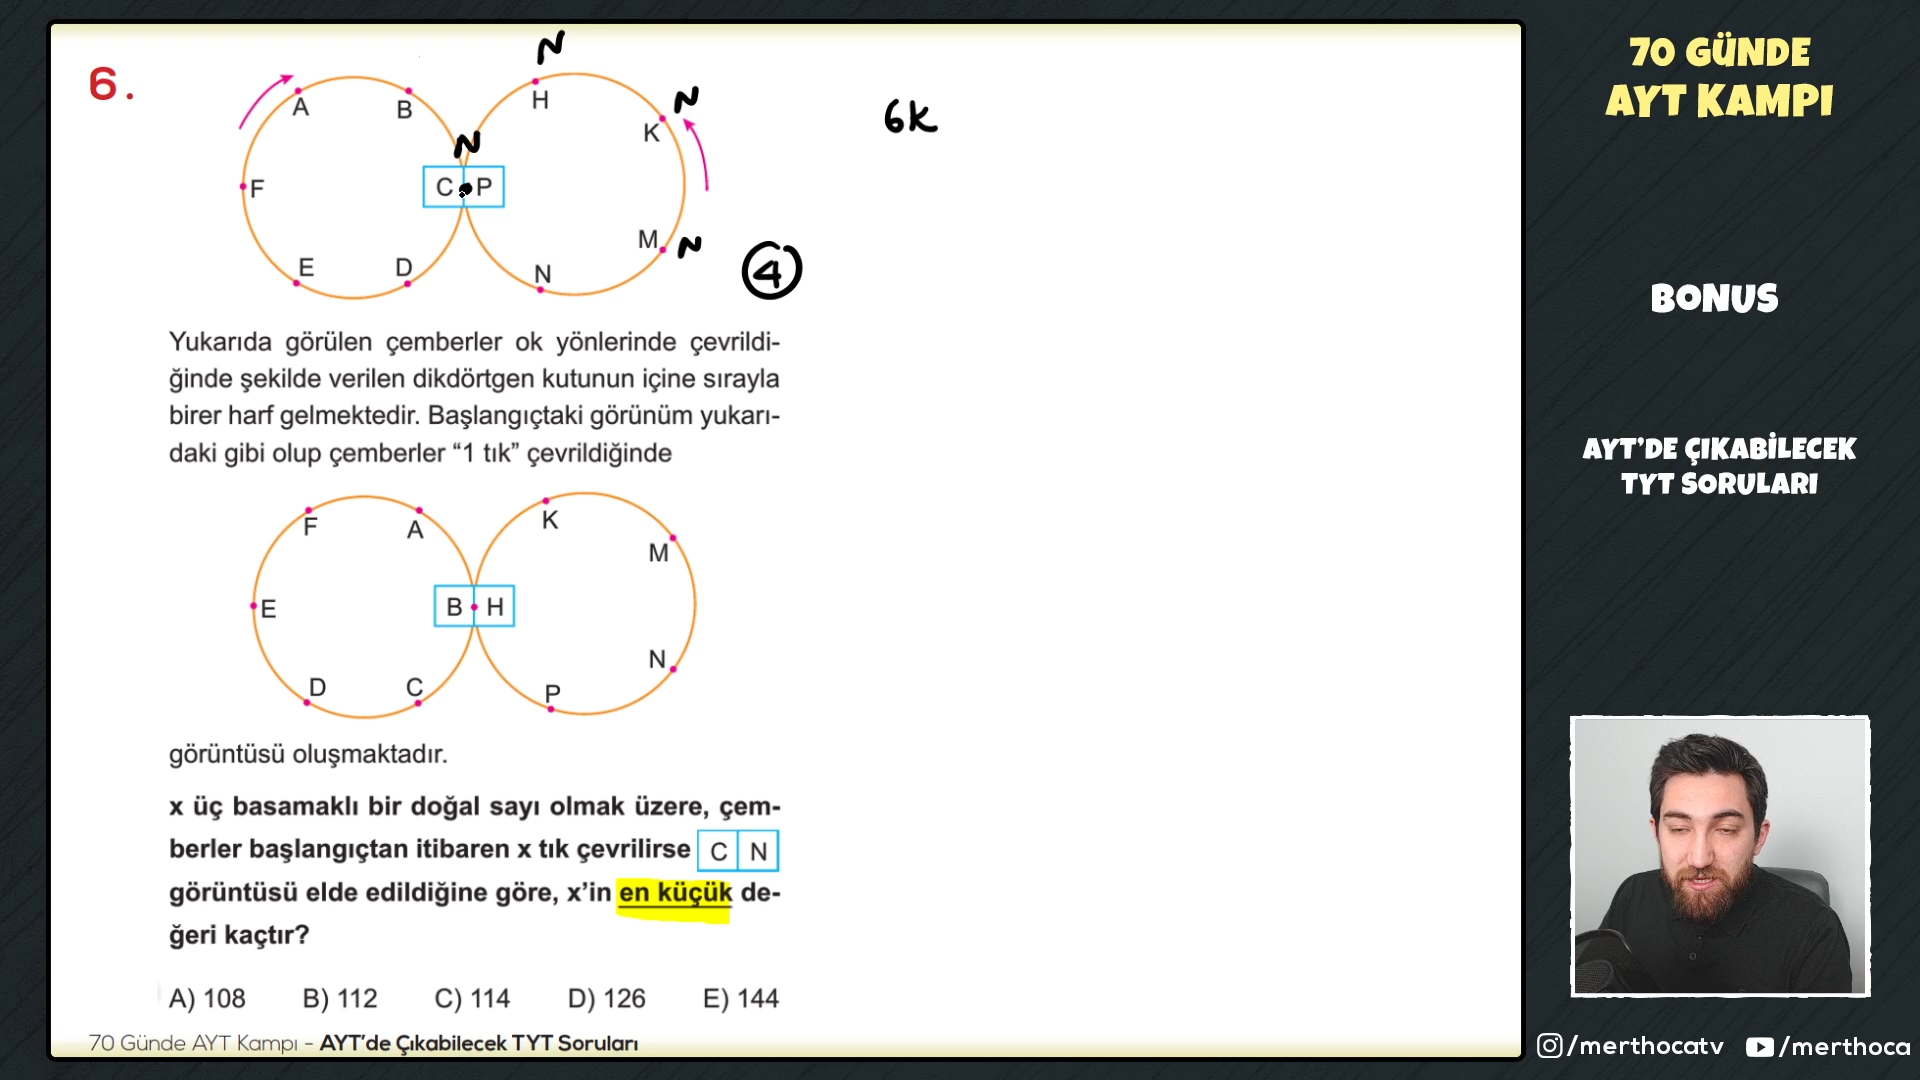 6.
N
A
B
H
N
K
N
C
P
F
M
N
E
D
N
4
6k
Yukarıda görülen çemberler ok yönlerinde çevrildi-
ğinde şekilde verilen dikdörtgen kutunun içine sırayla
birer harf gelmektedir. Başlangıçtaki görünüm yukarı-
daki gibi olup çemberler “1 tık” çevrildiğinde
F
A
K
M
E
B
H
D
C
P
N
görüntüsü oluşmaktadır.
x üç basamaklı bir doğal sayı olmak üzere, çem-
berler başlangıçtan itibaren x tık çevrilirse C N
görüntüsü elde edildiğine göre, x’in en küçük de-
ğeri kaçtır?
A) 108 B) 112 C) 114 D) 126 E) 144
70 Günde AYT Kampı - AYT’de Çıkabilecek TYT Soruları
70 GÜNDE
AYT KAMPI
BONUS
AYT’DE ÇIKABİLECEK
TYT SORULARI
/merthocatv /merthoca